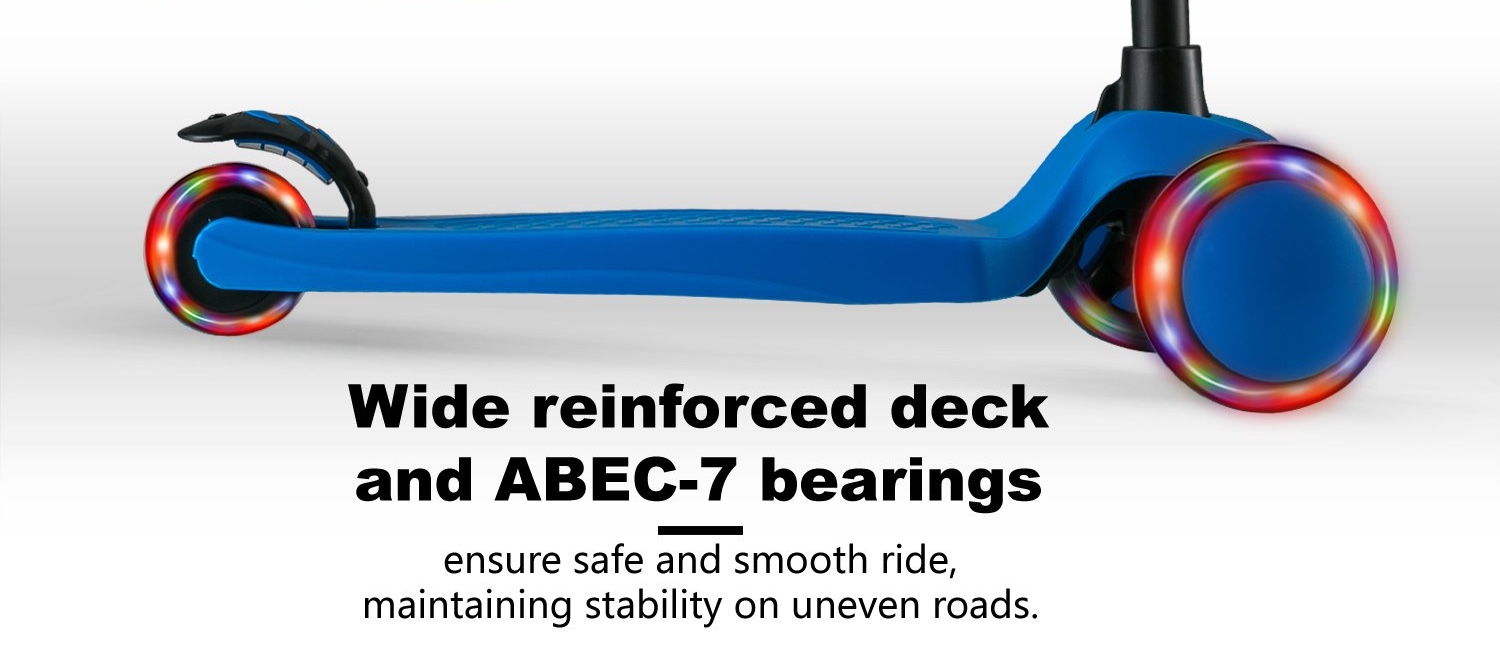 Wide reinforced deck
and ABEC-7 bearings
ensure safe and smooth ride,
maintaining stability on uneven roads.